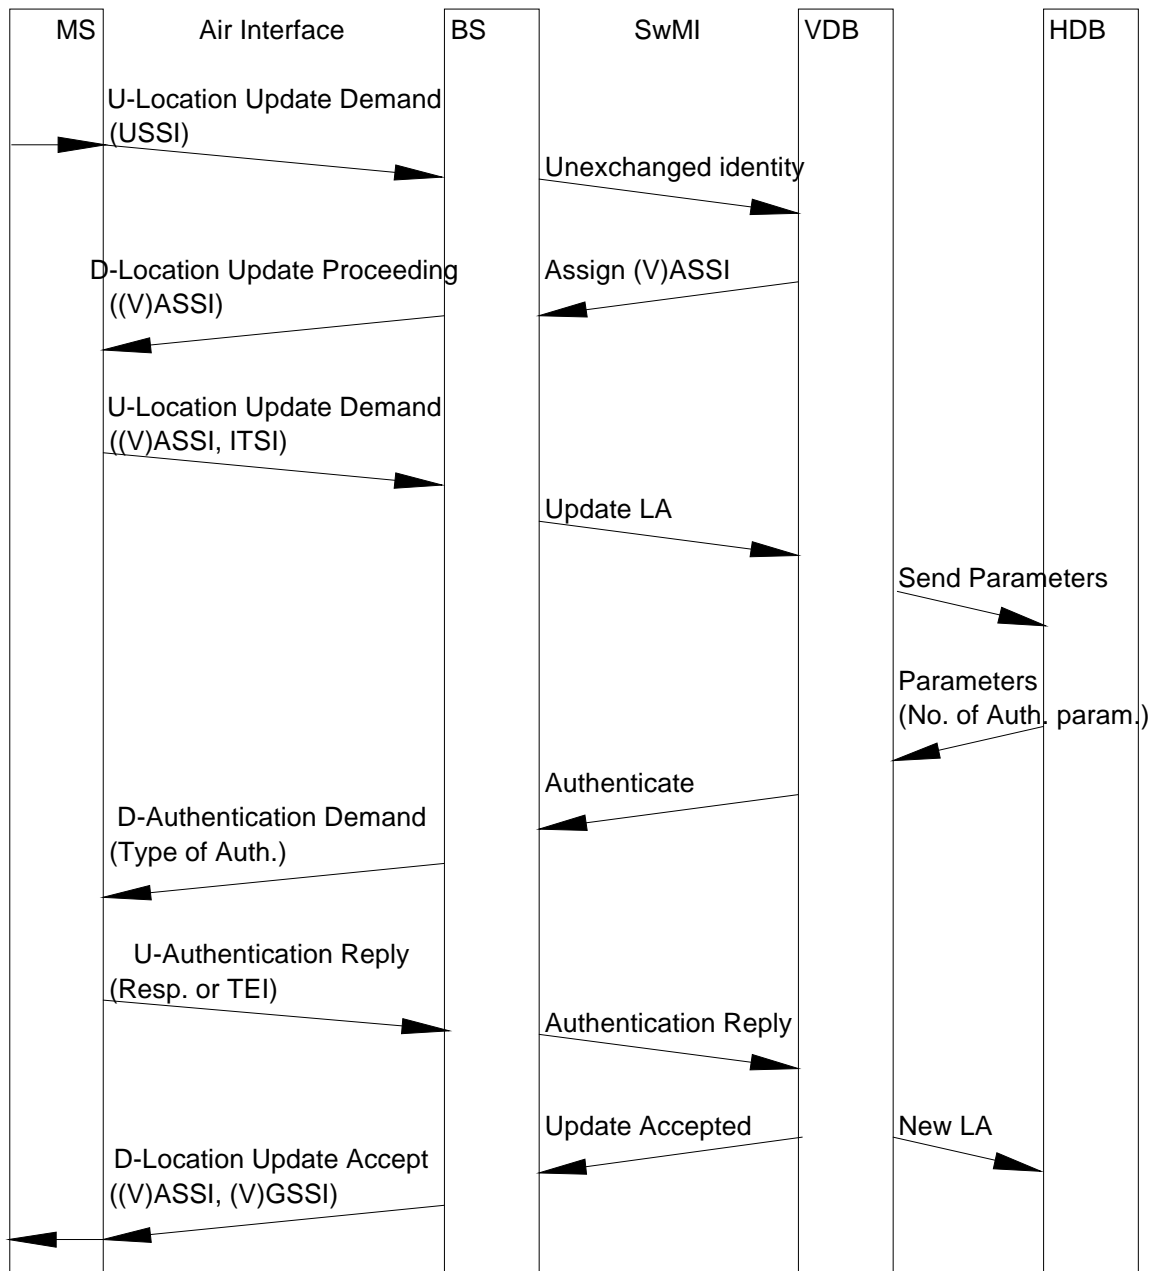 MS Air Interface BS SwMI VDB HDB
U-Location Update Demand
(USSI)
Unexchanged identity
D-Location Update Proceeding
((V)ASSI)
Assign (V)ASSI
U-Location Update Demand
((V)ASSI, ITSI)
Update LA
Send Parameters
Parameters
(No. of Auth. param.)
Authenticate
D-Authentication Demand
(Type of Auth.)
U-Authentication Reply
(Resp. or TEI)
Authentication Reply
Update Accepted
New LA
D-Location Update Accept
((V)ASSI, (V)GSSI)